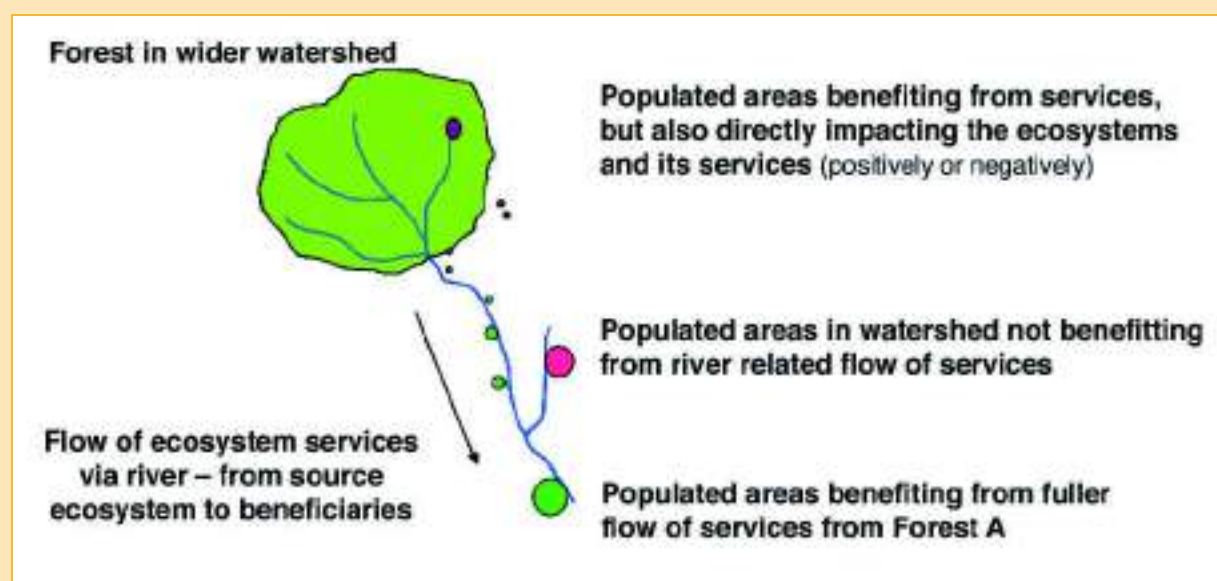 Forest in wider watershed
Populated areas benefiting from services,
but also directly impacting the ecosystems
and its services (positively or negatively)
Populated areas in watershed not benefitting
from river related flow of services
Flow of ecosystem services
via river – from source
ecosystem to beneficiaries
Populated areas benefiting from fuller
flow of services from Forest A